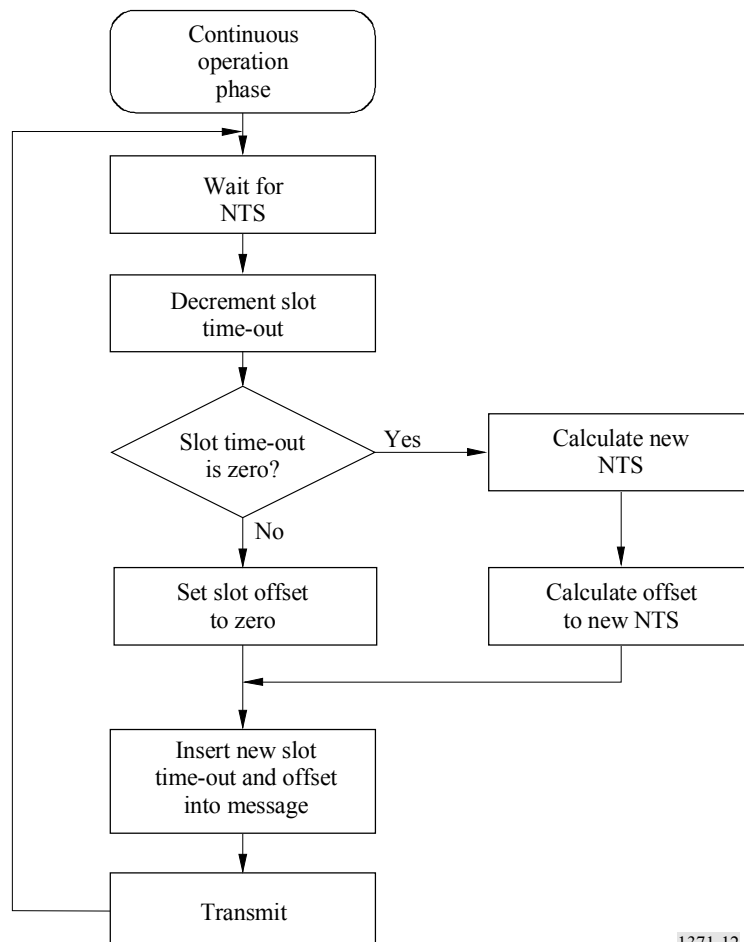 Continuous
operation
phase
Wait for
NTS
Decrement slot
time-out
Slot time-out
is zero?
Yes
Calculate new
NTS
No
Set slot offset
to zero
Calculate offset
to new NTS
Insert new slot
time-out and offset
into message
Transmit
1371-12